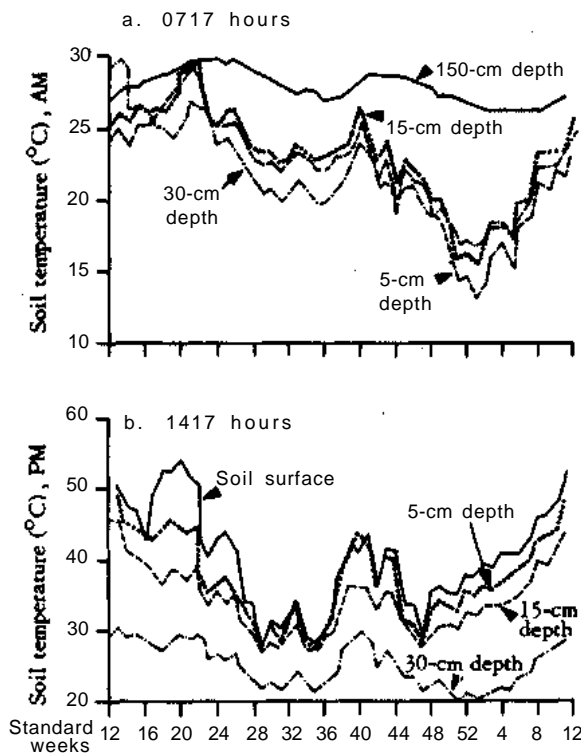 a. 0717 hours
Soil temperature (°C), AM
30
25
20
15
10
150-cm depth
15-cm depth
30-cm
depth
5-cm
depth
b. 1417 hours
Soil temperature (°C), PM
60
50
40
30
20
Soil surface
5-cm depth
15-cm
depth
30-cm depth
Standard
weeks
12 16 20 24 28 32 36 40 44 48 52 4 8 12